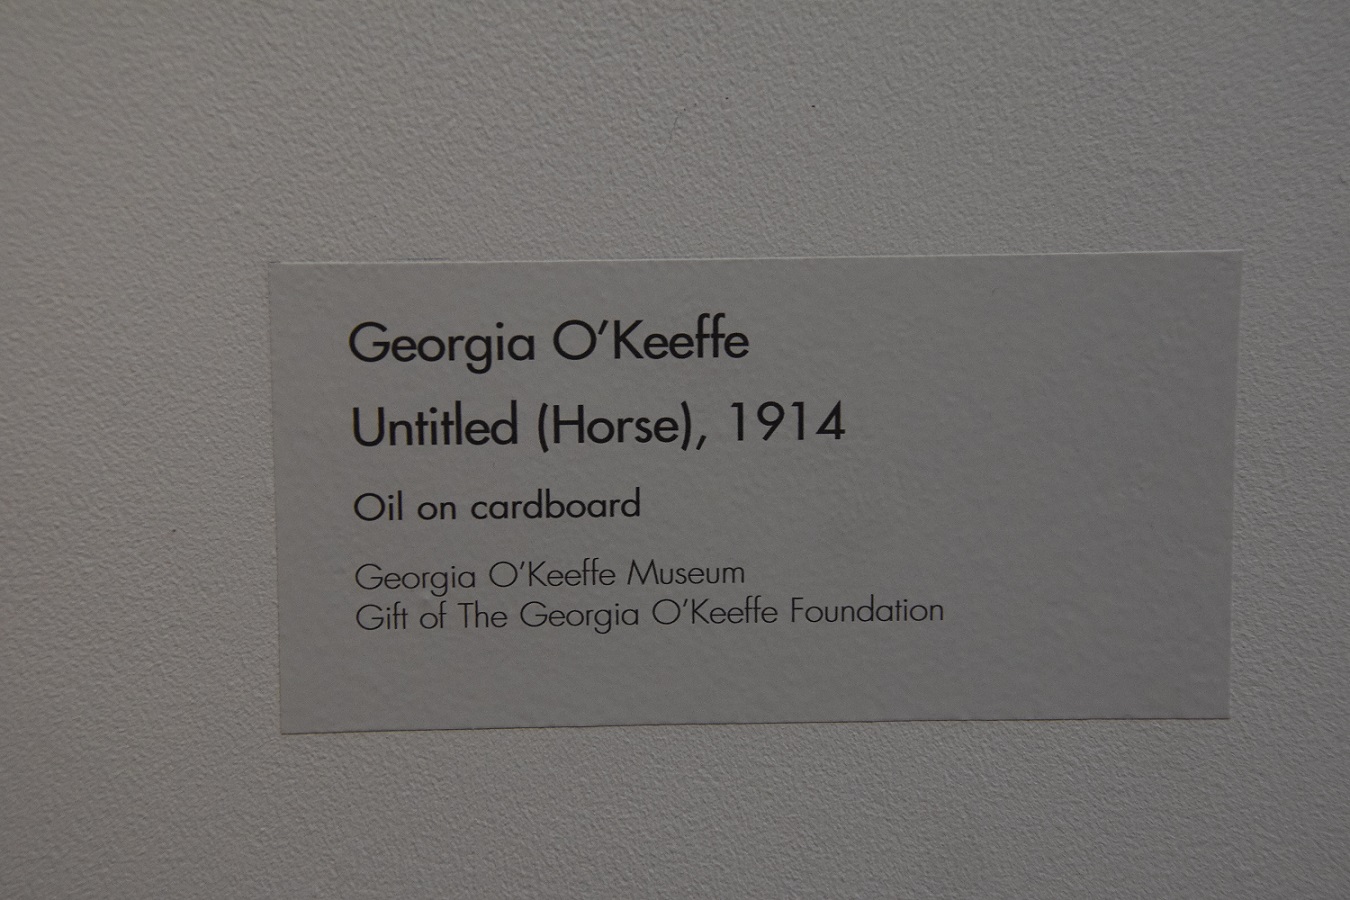 Georgia O’Keeffe
Untitled (Horse), 1914
Oil on cardboard
Georgia O’Keeffe Museum
Gift of The Georgia O’Keeffe Foundation